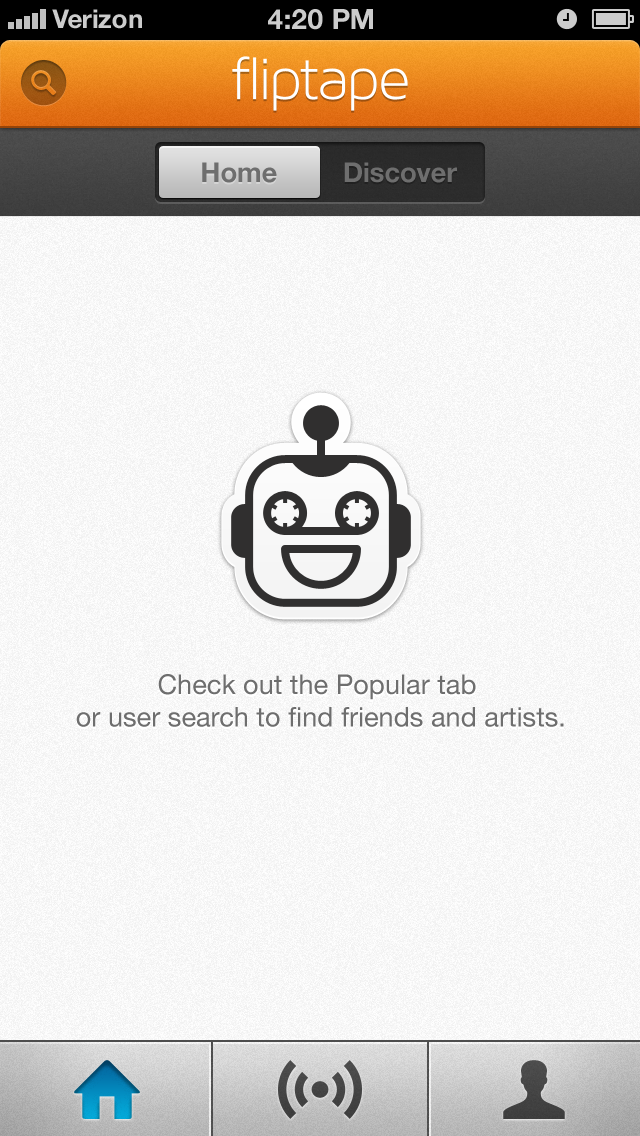 Verizon 4:20 PM
fliptape
Home Discover
Check out the Popular tab
or user search to find friends and artists.